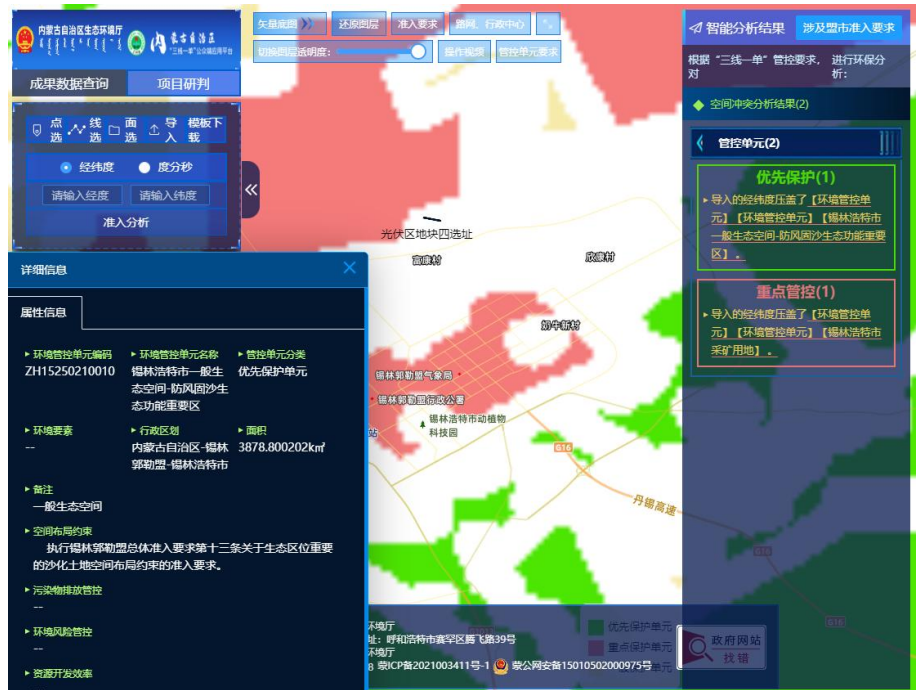 内蒙古自治区生态环境厅
内蒙古自治区
"三线一单"公众端应用平台
矢量底图
还原图层
准入要求
路网、行政中心
切换图层透明度：
操作视频
管控单元要求
成果数据查询
项目研判
点选
线选
面选
导入
模板下载
经纬度
度分秒
请输入经度
请输入纬度
准入分析
光伏区地块四选址
富康村
欣康村
奶牛新村
锡林郭勒盟气象局
锡林郭勒盟行政公署
站
锡林浩特市动植物
科技园
G16
丹锡高速
G16
G16
详细信息
属性信息
环境管控单元编码
ZH15250210010
环境管控单元名称
锡林浩特市一般生
态空间-防风固沙生
态功能重要区
管控单元分类
优先保护单元
环境要素
--
行政区划
内蒙古自治区-锡林
郭勒盟-锡林浩特市
面积
3878.800202k㎡
备注
一般生态空间
空间布局约束
执行锡林郭勒盟总体准入要求第十三条关于生态区位重要
的沙化土地空间布局约束的准入要求。
污染物排放管控
--
环境风险管控
--
资源开发效率
智能分析结果
涉及盟市准入要求
根据 "三线一单" 管控要求，对
进行环保分析：
空间冲突分析结果(2)
管控单元(2)
优先保护(1)
导入的经纬度压盖了【环境管控单
元】【环境管控单元】【锡林浩特市
一般生态空间-防风固沙生态功能重要
区】。
重点管控(1)
导入的经纬度压盖了【环境管控单
元】【环境管控单元】【锡林浩特市
采矿用地】。
环境厅
址：呼和浩特市赛罕区腾飞路39号
环境厅
8 蒙ICP备2021003411号-1
蒙公网安备15010502000975号
优先保护单元
重点保护单元
单元
政府网站
找错